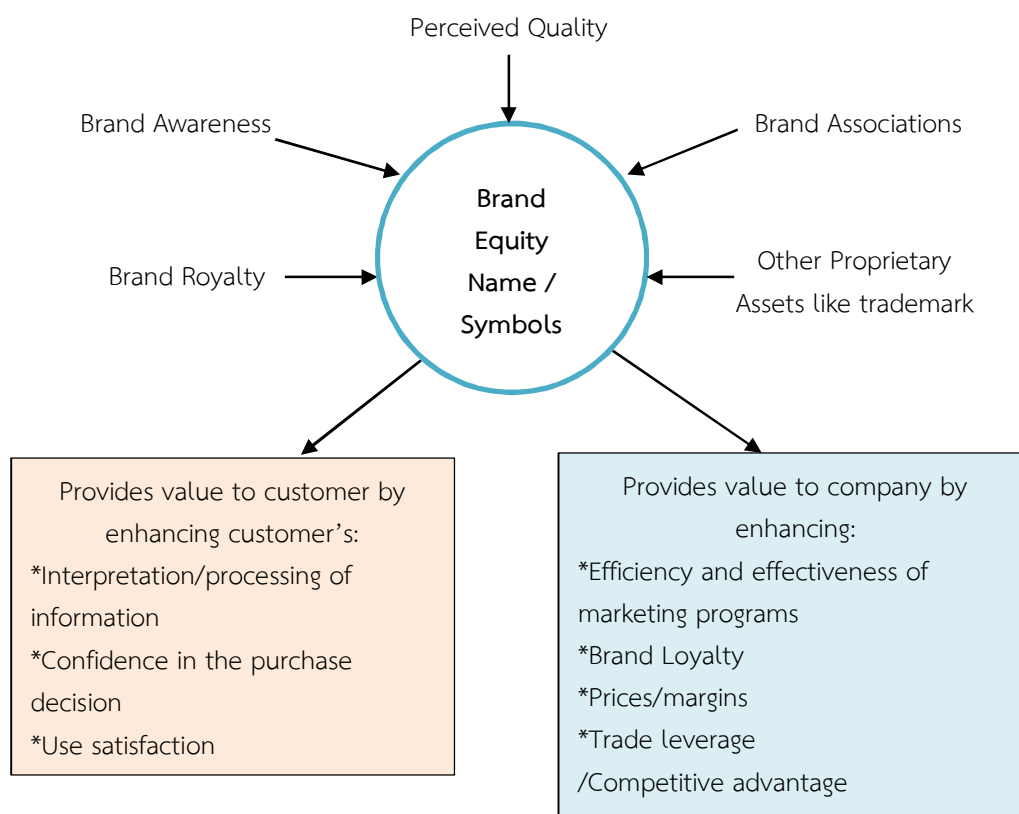 Perceived Quality
Brand Awareness
Brand Associations
Brand
Equity
Name /
Symbols
Brand Royalty
Other Proprietary
Assets like trademark
Provides value to customer by
enhancing customer’s:
*Interpretation/processing of
information
*Confidence in the purchase
decision
*Use satisfaction
Provides value to company by
enhancing:
*Efficiency and effectiveness of
marketing programs
*Brand Loyalty
*Prices/margins
*Trade leverage
/Competitive advantage